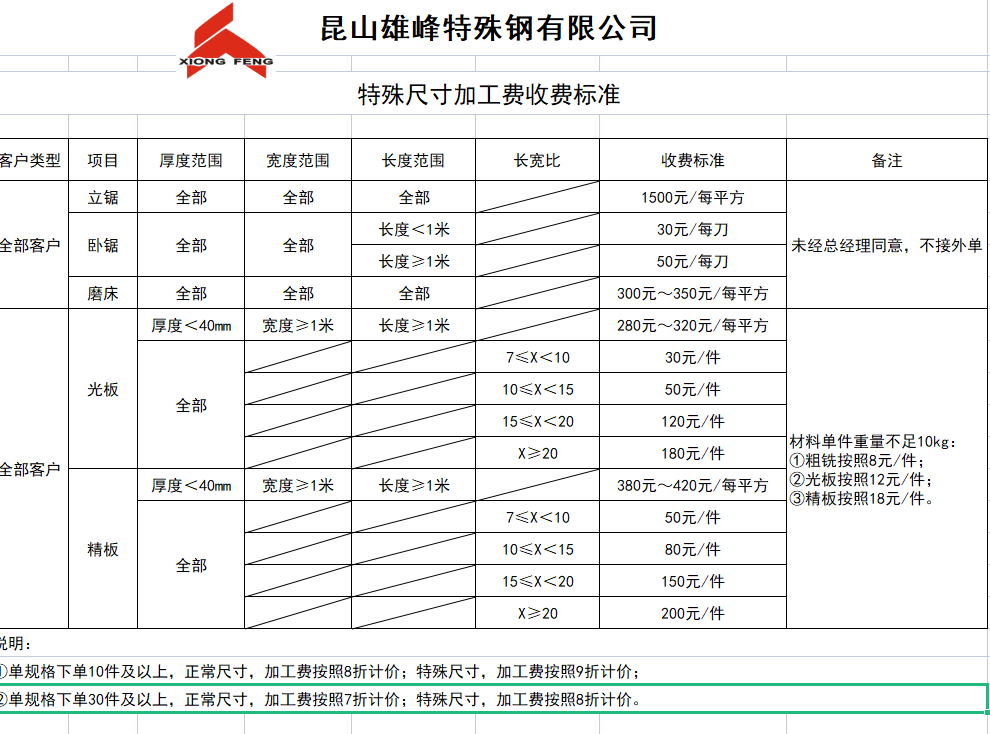 昆山雄峰特殊钢有限公司
XIONG FENG
特殊尺寸加工费收费标准
客户类型 项目 厚度范围 宽度范围 长度范围 长宽比 收费标准 备注
全部客户 立锯 全部 全部 全部 1500元/每平方 未经总经理同意，不接外单
卧锯 全部 全部 长度＜1米 30元/每刀
长度≥1米 50元/每刀
磨床 全部 全部 全部 300元～350元/每平方
全部客户 光板 厚度＜40mm 宽度≥1米 长度≥1米 280元～320元/每平方
全部 7≤X＜10 30元/件
10≤X＜15 50元/件
15≤X＜20 120元/件
X≥20 180元/件
材料单件重量不足10kg：
①粗铣按照8元/件；
②光板按照12元/件；
③精板按照18元/件。
精板 厚度＜40mm 宽度≥1米 长度≥1米 380元～420元/每平方
全部 7≤X＜10 50元/件
10≤X＜15 80元/件
15≤X＜20 150元/件
X≥20 200元/件
说明：
①单规格下单10件及以上，正常尺寸，加工费按照8折计价；特殊尺寸，加工费按照9折计价；
②单规格下单30件及以上，正常尺寸，加工费按照7折计价；特殊尺寸，加工费按照8折计价。